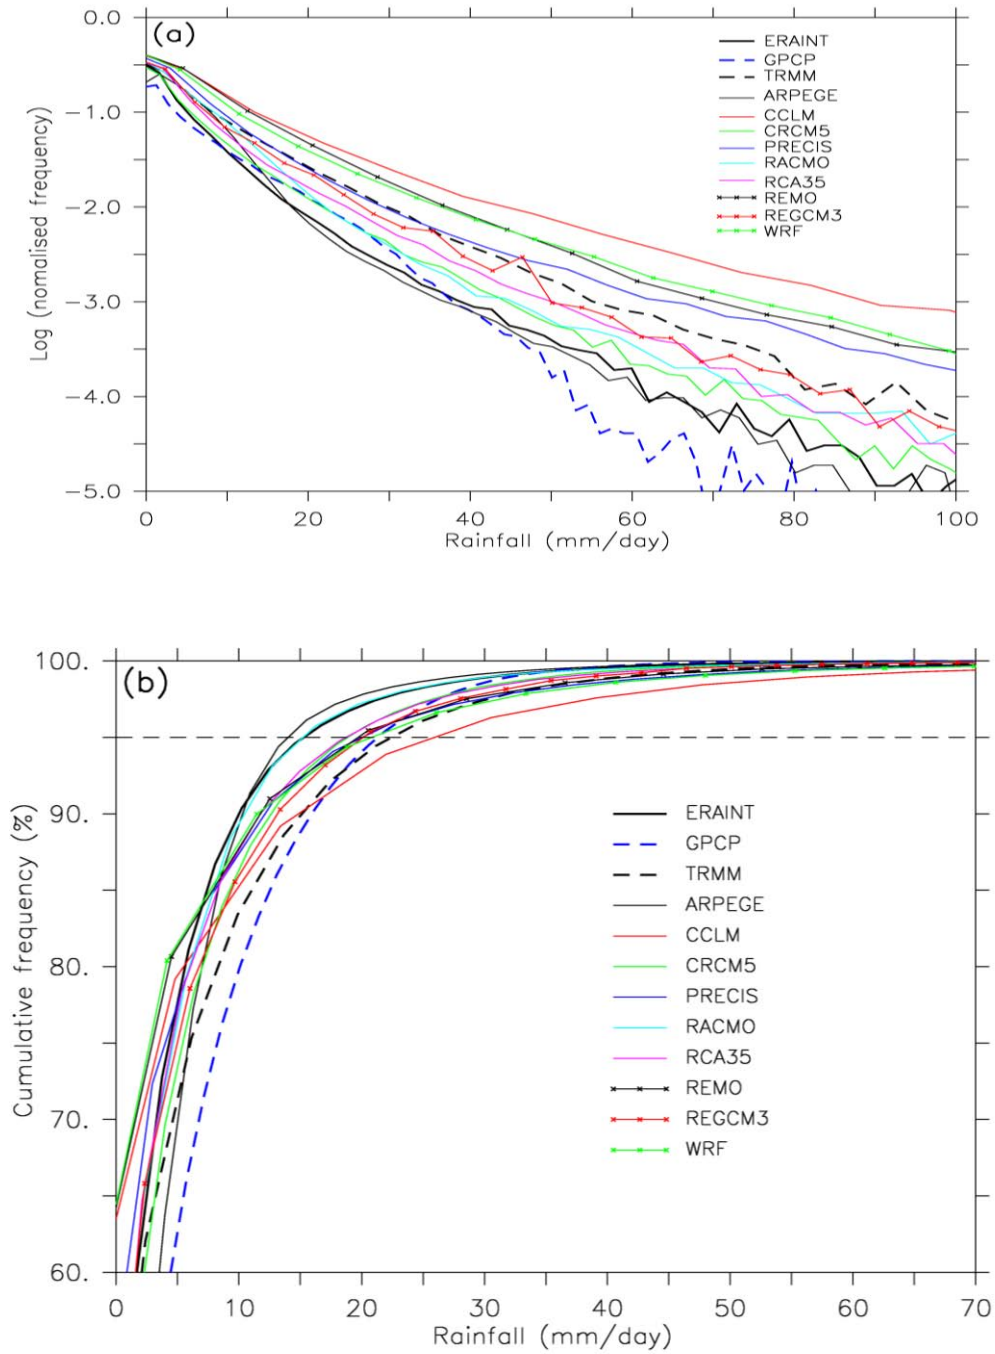 (a)
Log (nomalised frequency)
0.0
−1.0
−2.0
−3.0
−4.0
−5.0
ERAINT
GPCP
TRMM
ARPEGE
CCLM
CRCM5
PRECIS
RACMO
RCA35
REMO
REGCM3
WRF
0 20 40 60 80 100
Rainfall (mm/day)
(b)
Cumulative frequency (%)
100.
90.
80.
70.
60.
ERAINT
GPCP
TRMM
ARPEGE
CCLM
CRCM5
PRECIS
RACMO
RCA35
REMO
REGCM3
WRF
0 10 20 30 40 50 60 70
Rainfall (mm/day)